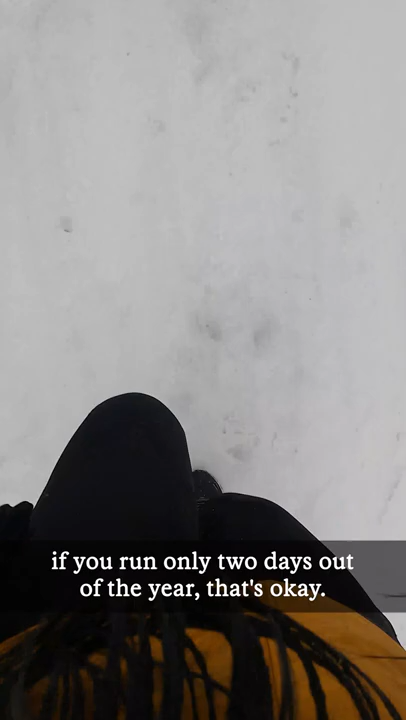 if you run only two days out
of the year, that's okay.